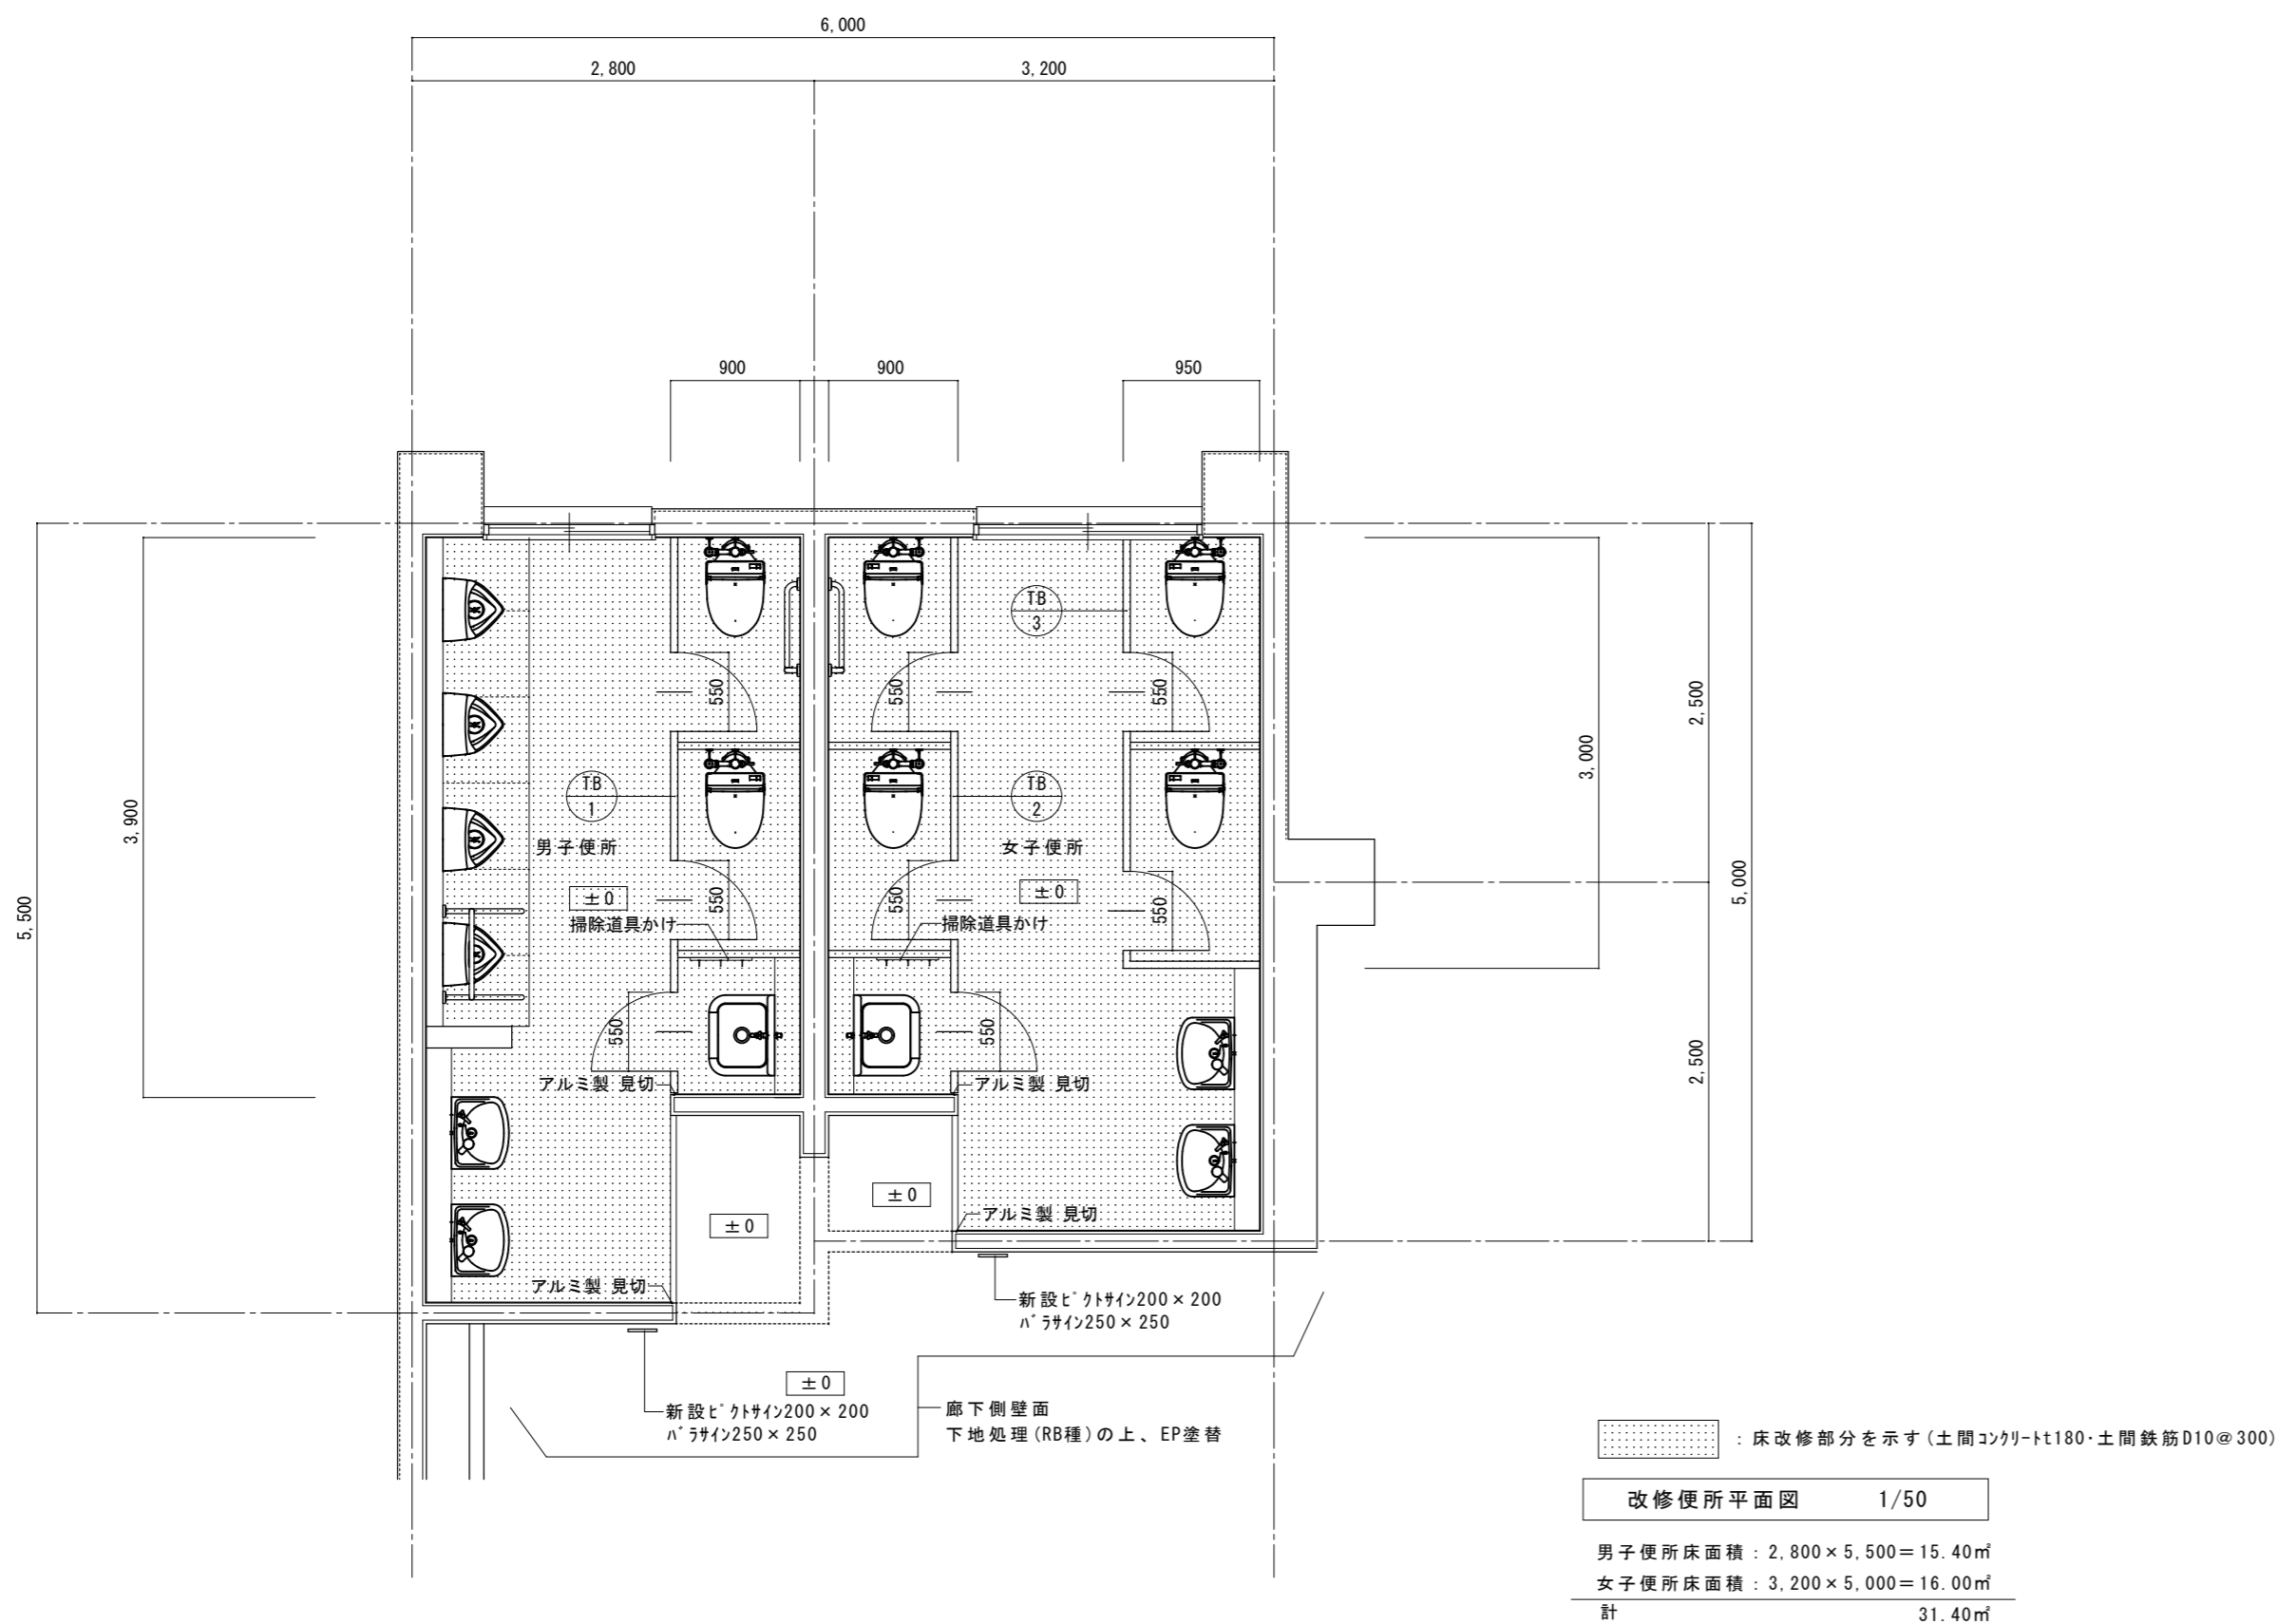 6,000
2,800
3,200
900
900
950
TB
3
550
550
550
2,500
3,000
TB
1
TB
2
3,900
男子便所
女子便所
±0
±0
550
550
550
5,000
5,500
掃除道具かけ
掃除道具かけ
550
550
2,500
アルミ製 見切
アルミ製 見切
±0
±0
アルミ製 見切
アルミ製 見切
新設ピクトサイン200×200
バラサイン250×250
±0
新設ピクトサイン200×200
バラサイン250×250
廊下側壁面
下地処理(RB種)の上、EP塗替
:床改修部分を示す(土間コンクリートt180・土間鉄筋D10@300)
改修便所平面図 1/50
男子便所床面積:2,800×5,500=15.40㎡
女子便所床面積:3,200×5,000=16.00㎡
計 31.40㎡